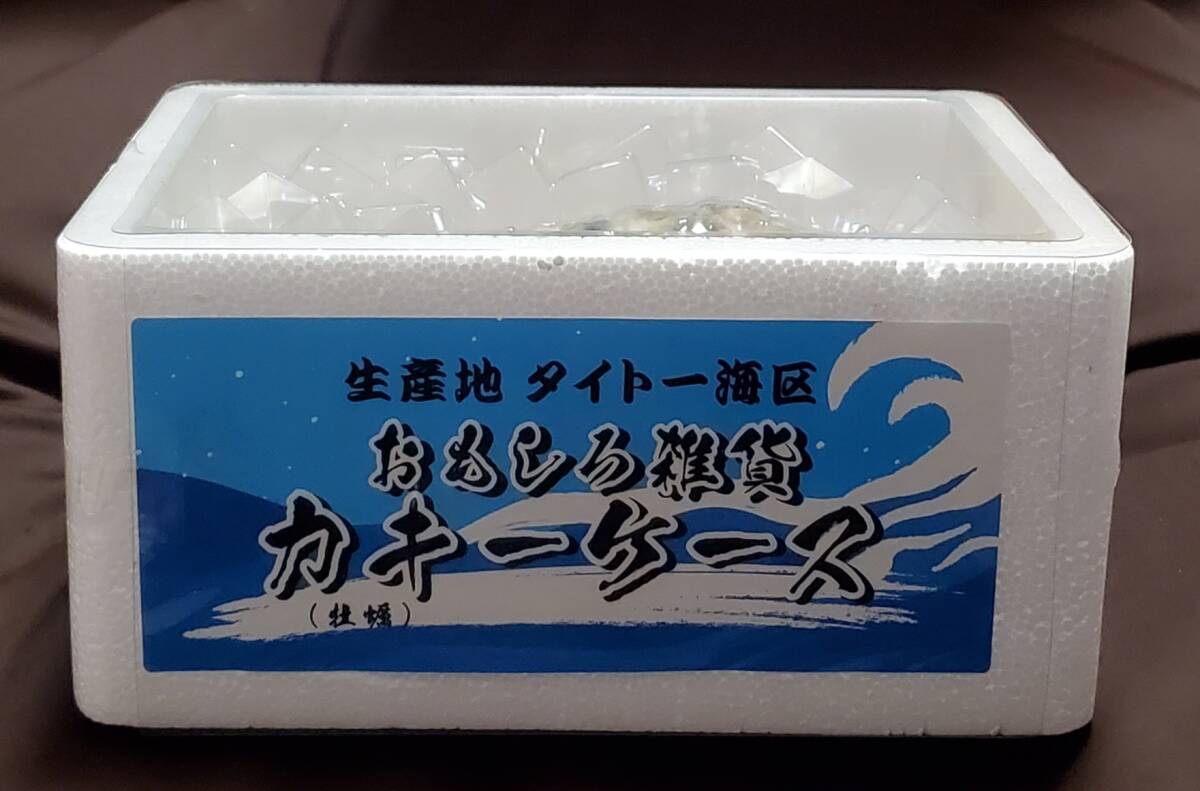 生産地 タイトー海区
おもしろ雑貨
カキーケース
(牡蠣)